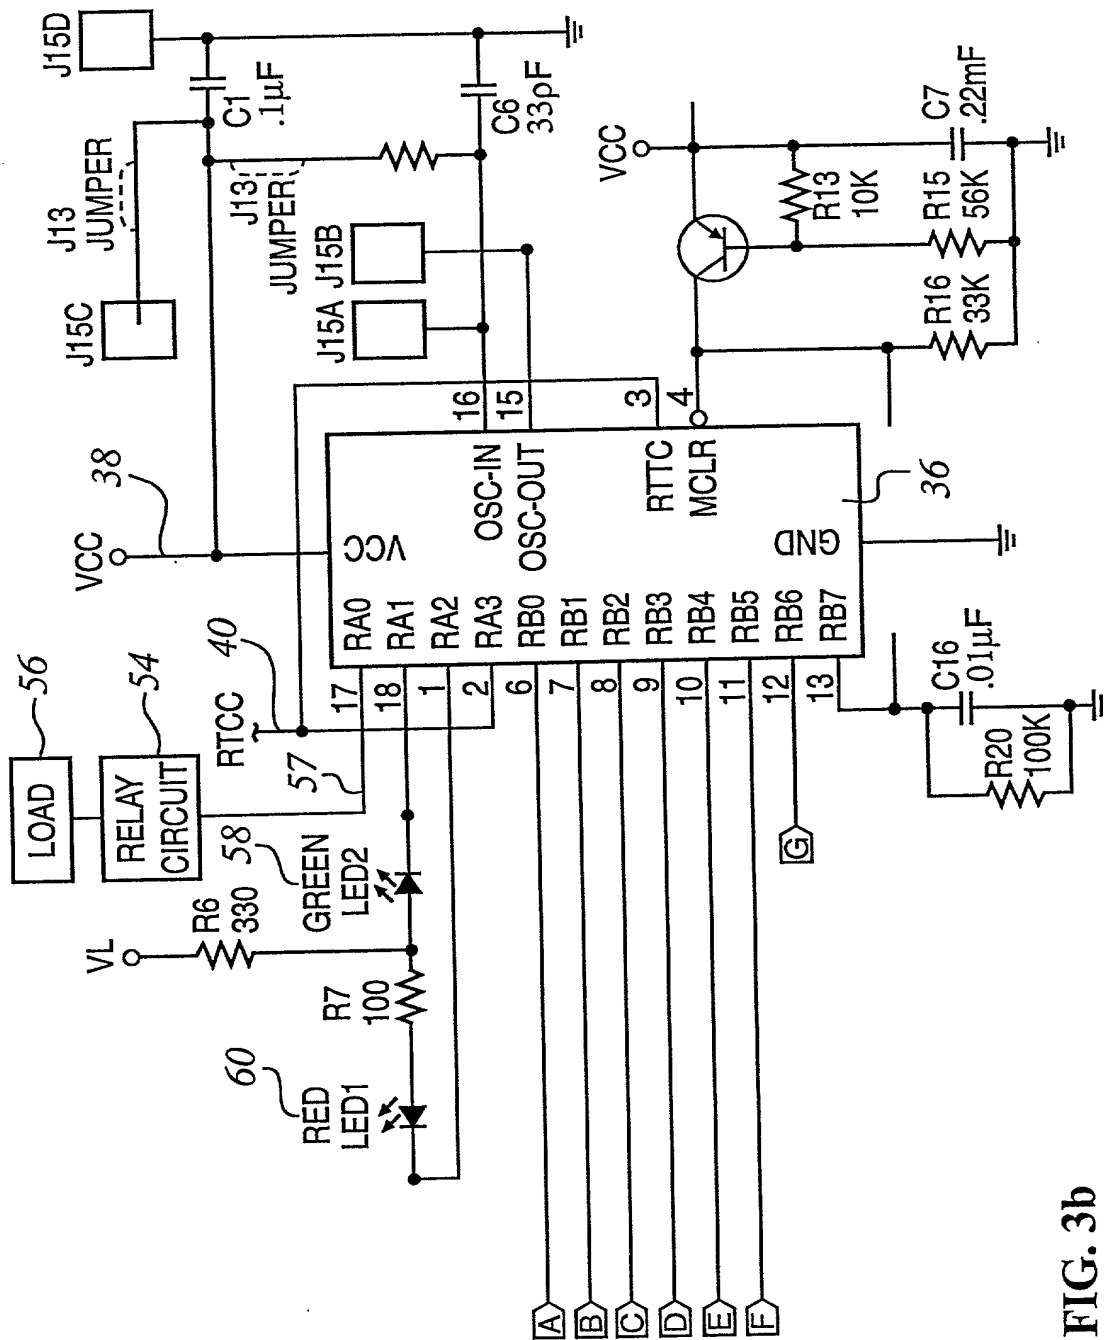 J15D
C1
.1µF
J13
JUMPER
J15C
J13
JUMPER
C6
33pF
J15B
J15A
VCC
C7
.22mF
R13
10K
R15
56K
R16
33K
16
15
3
4
VCC
38
VCC
OSC-IN
OSC-OUT
RTTC
MCLR
GND
36
RA0
RA1
RA2
RA3
RB0
RB1
RB2
RB3
RB4
RB5
RB6
RB7
17
18
1
2
6
7
8
9
10
11
12
13
RTCC
40
56
LOAD
54
RELAY
CIRCUIT
57
58
GREEN
LED2
VL
R6
330
R7
100
60
RED
LED1
C16
.01µF
R20
100K
G
A
B
C
D
E
F
FIG. 3b